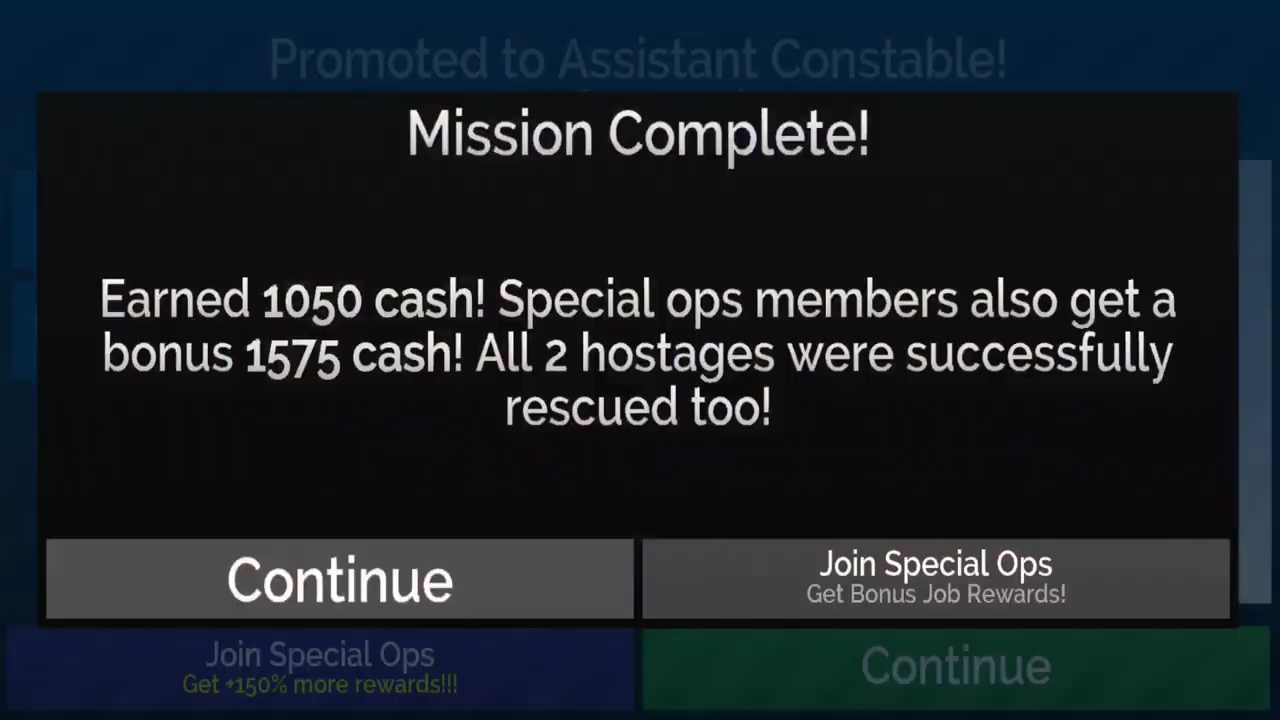 Promoted to Assistant Constable!
Mission Complete!
Earned 1050 cash! Special ops members also get a
bonus 1575 cash! All 2 hostages were successfully
rescued too!
Continue
Join Special Ops
Get Bonus Job Rewards!
Join Special Ops
Get +150% more rewards!!!
Continue